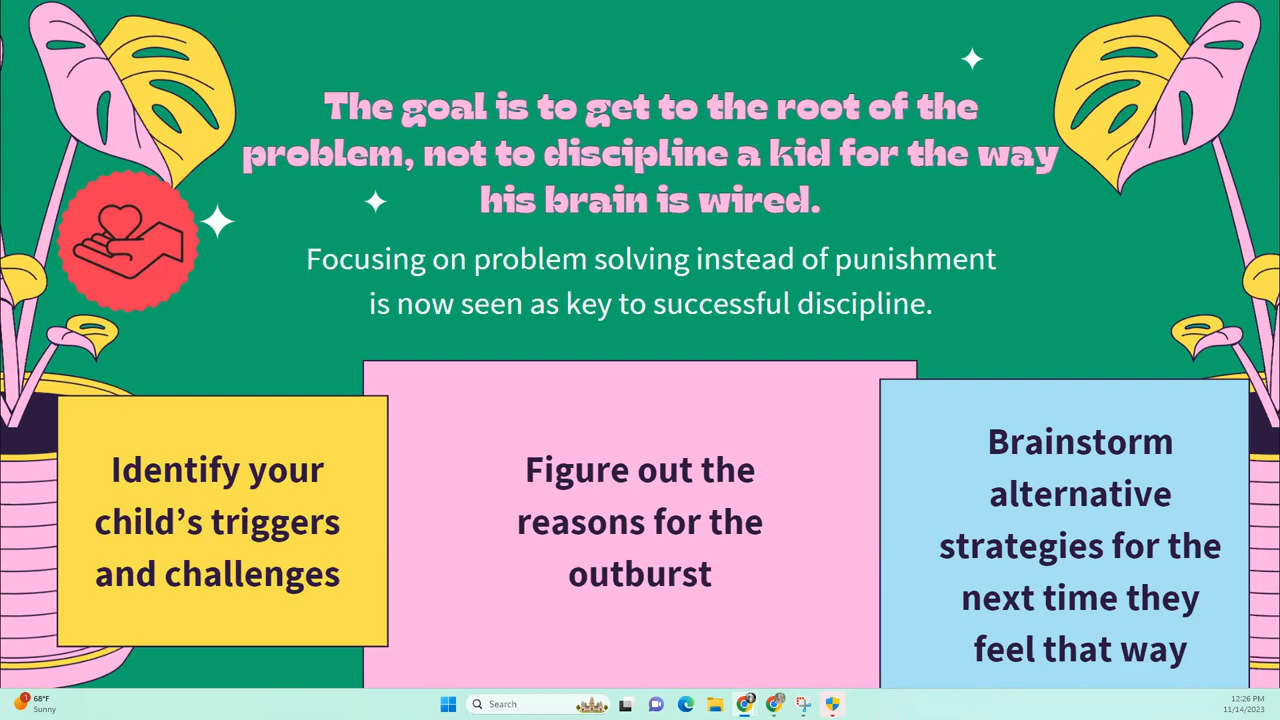 The goal is to get to the root of the
problem, not to discipline a kid for the way
his brain is wired.
Focusing on problem solving instead of punishment
is now seen as key to successful discipline.
Identify your
child’s triggers
and challenges
Figure out the
reasons for the
outburst
Brainstorm
alternative
strategies for the
next time they
feel that way
1
68°F
Sunny
Search
12:26 PM
11/14/2023